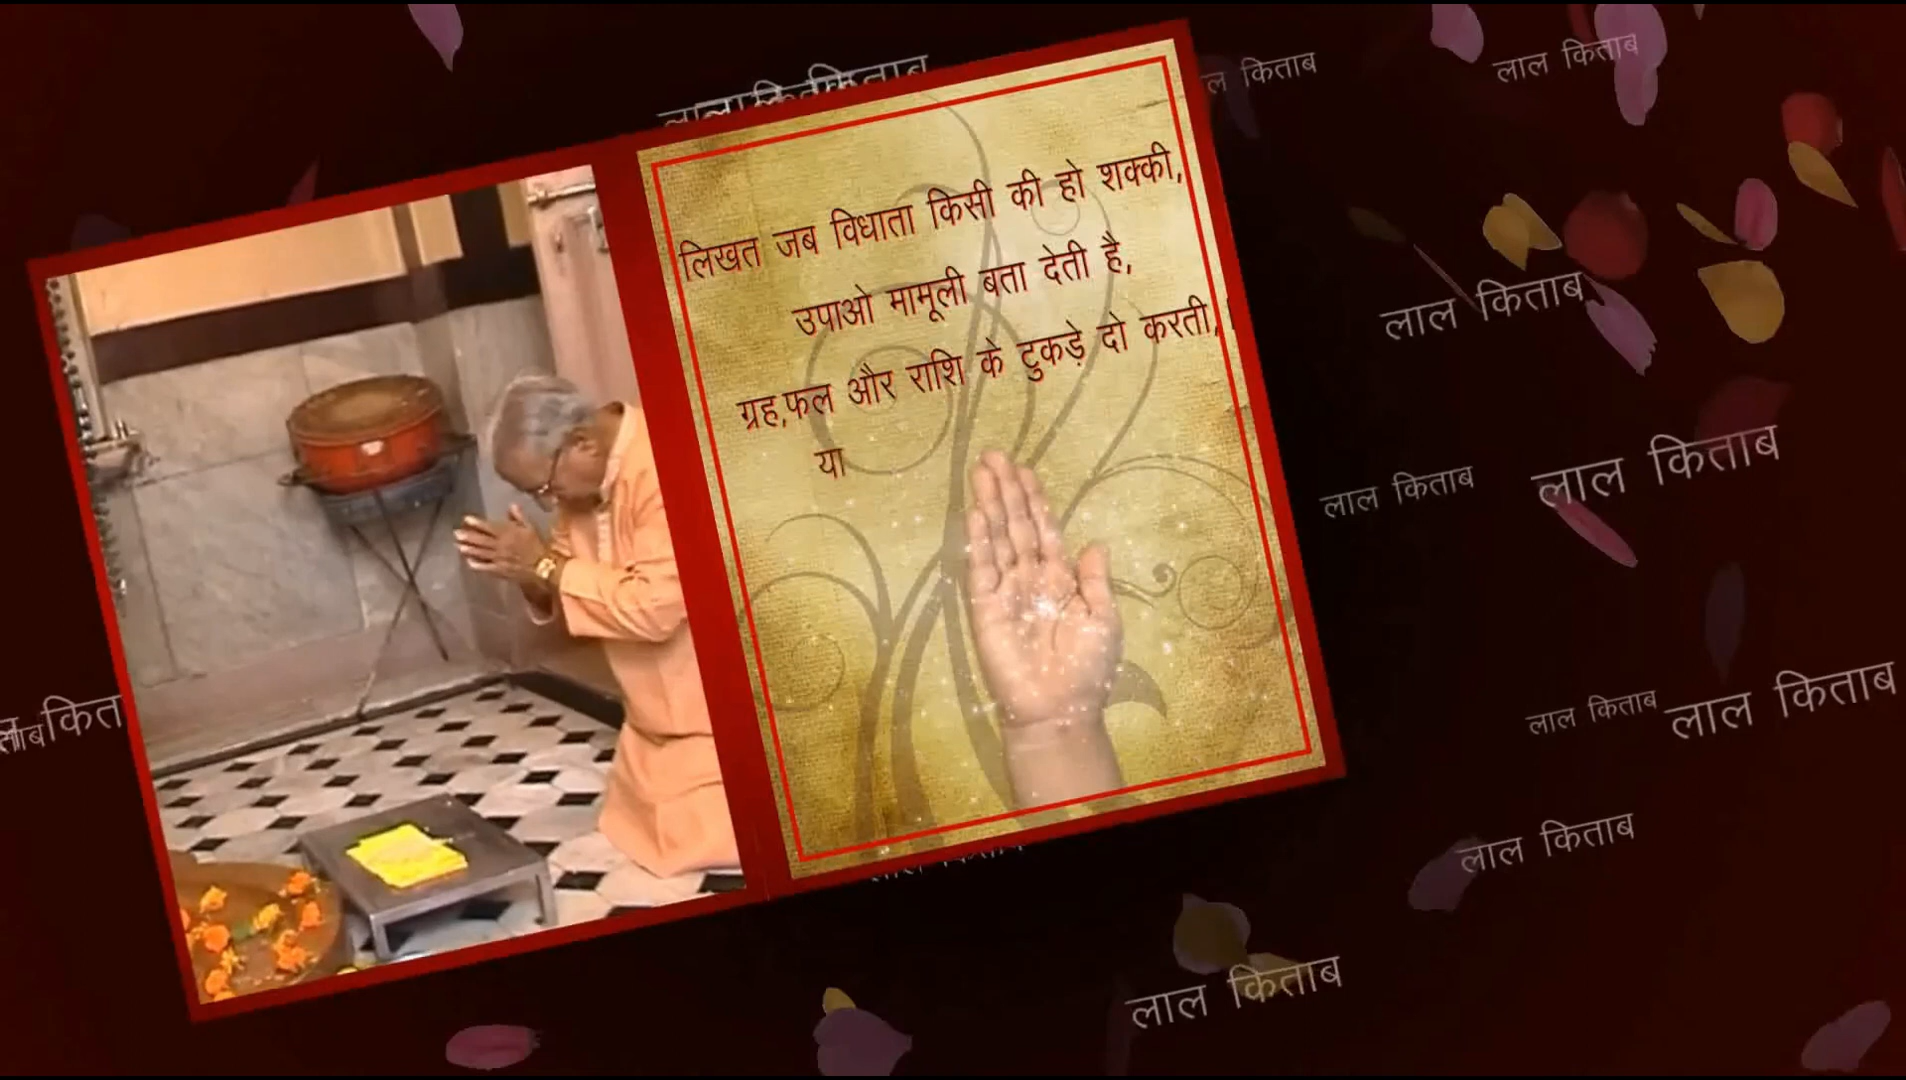 लाल किताब
लाल किताब
लिखत जब विधाता किसी की हो शक्की,
उपाओ मामूली बता देती है,
ग्रह,फल और राशि के टुकड़े दो करती,
या
लाल किताब
लाल किताब
लाल किताब
लाल किताब
लाल किताब
लाल किताब
लाल किताब